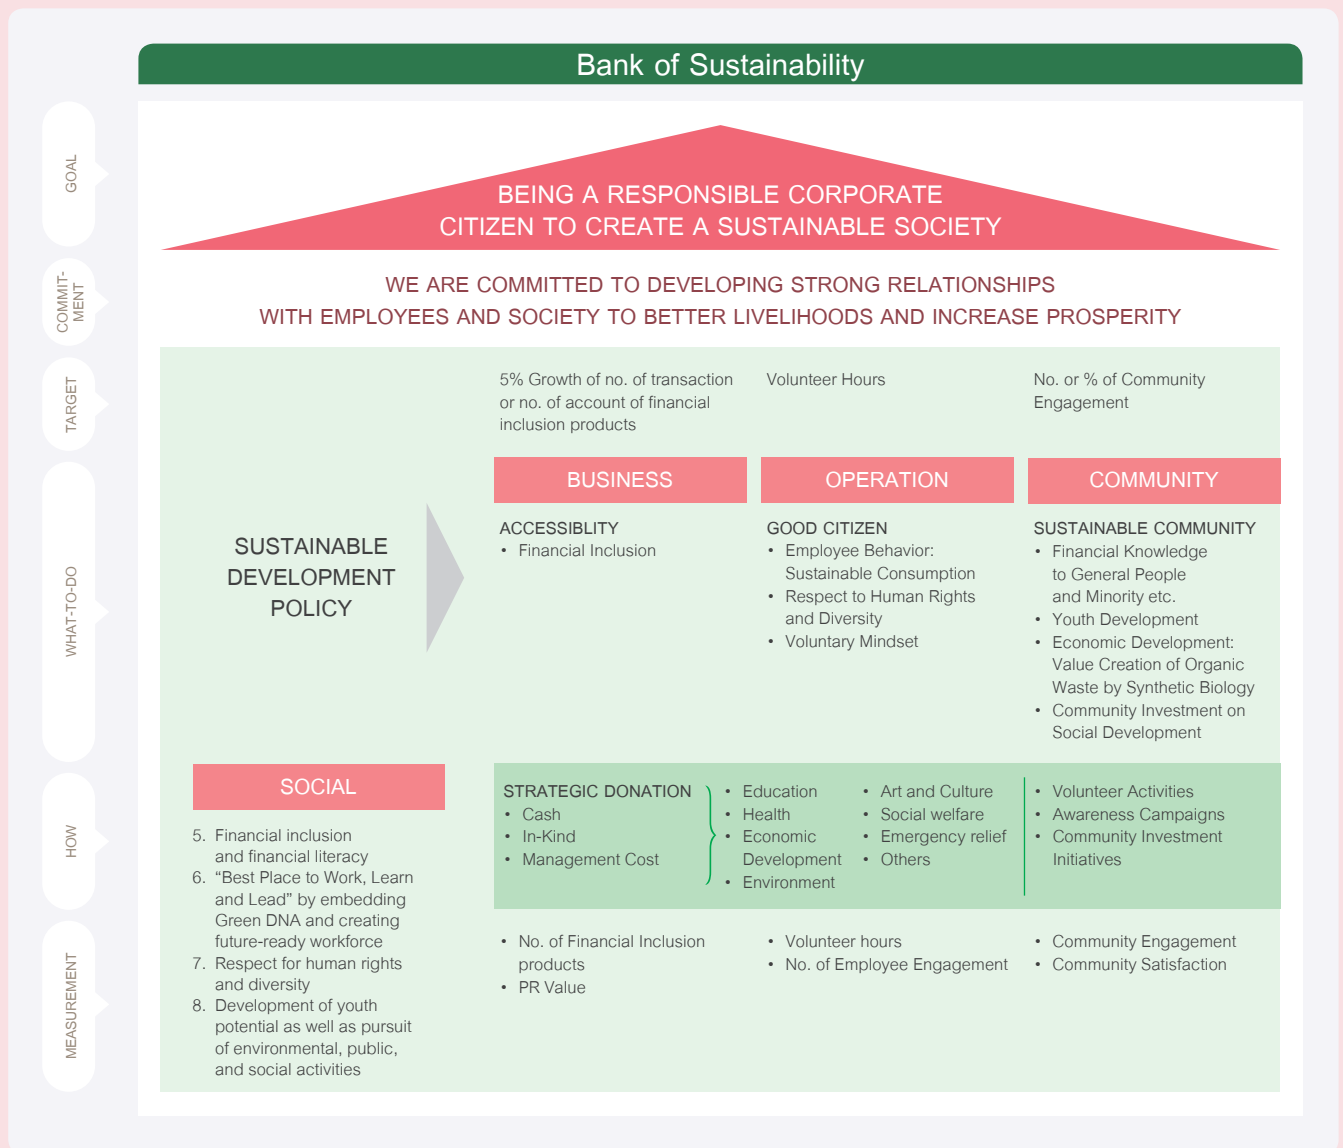 Bank of Sustainability
GOAL
BEING A RESPONSIBLE CORPORATE
CITIZEN TO CREATE A SUSTAINABLE SOCIETY
COMMIT-
MENT
WE ARE COMMITTED TO DEVELOPING STRONG RELATIONSHIPS
WITH EMPLOYEES AND SOCIETY TO BETTER LIVELIHOODS AND INCREASE PROSPERITY
TARGET
5% Growth of no. of transaction
or no. of account of financial
inclusion products
Volunteer Hours
No. or % of Community
Engagement
WHAT-TO-DO
SUSTAINABLE
DEVELOPMENT
POLICY
BUSINESS
ACCESSIBLITY
• Financial Inclusion
OPERATION
GOOD CITIZEN
• Employee Behavior:
Sustainable Consumption
• Respect to Human Rights
and Diversity
• Voluntary Mindset
COMMUNITY
SUSTAINABLE COMMUNITY
• Financial Knowledge
to General People
and Minority etc.
• Youth Development
• Economic Development:
Value Creation of Organic
Waste by Synthetic Biology
• Community Investment on
Social Development
HOW
SOCIAL
5. Financial inclusion
and financial literacy
6. “Best Place to Work, Learn
and Lead” by embedding
Green DNA and creating
future-ready workforce
7. Respect for human rights
and diversity
8. Development of youth
potential as well as pursuit
of environmental, public,
and social activities
STRATEGIC DONATION
• Cash
• In-Kind
• Management Cost
• Education
• Health
• Economic
Development
• Environment
• Art and Culture
• Social welfare
• Emergency relief
• Others
• Volunteer Activities
• Awareness Campaigns
• Community Investment
Initiatives
MEASUREMENT
• No. of Financial Inclusion
products
• PR Value
• Volunteer hours
• No. of Employee Engagement
• Community Engagement
• Community Satisfaction